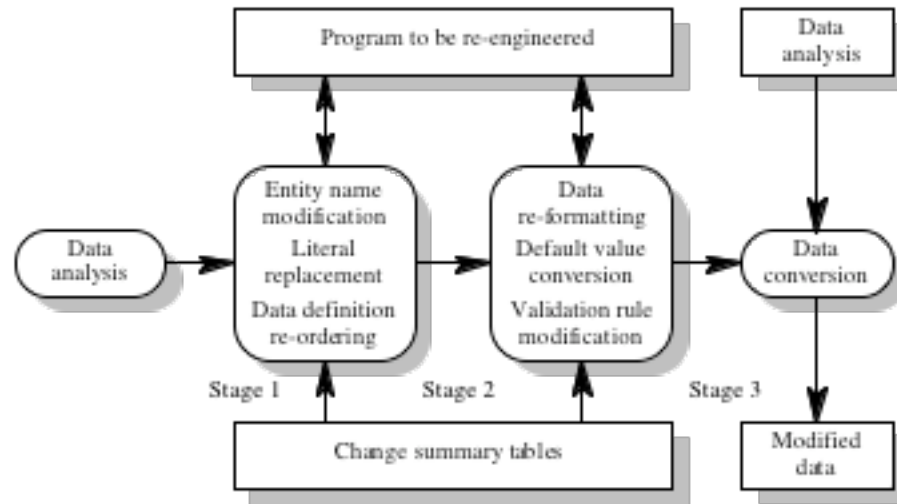 Program to be re-engineered
Data
analysis
Entity name
modification
Literal
replacement
Data definition
re-ordering
Data
re-formatting
Default value
conversion
Validation rule
modification
Data
analysis
Data
conversion
Stage 1
Stage 2
Stage 3
Change summary tables
Modified
data